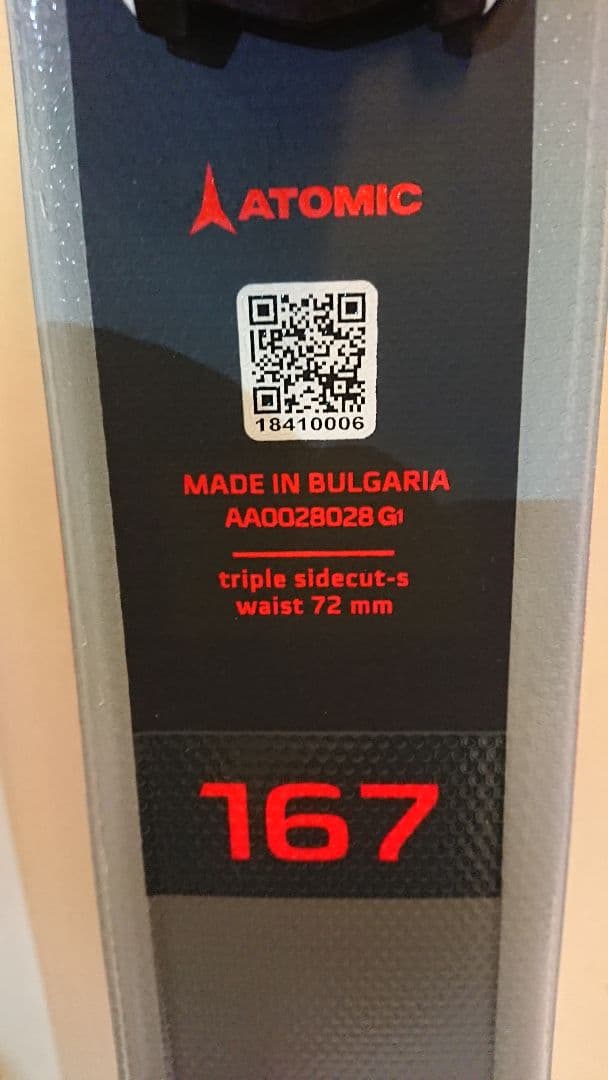 ATOMIC
18410006
MADE IN BULGARIA
AA0028028 G1
triple sidecut-s
waist 72 mm
167